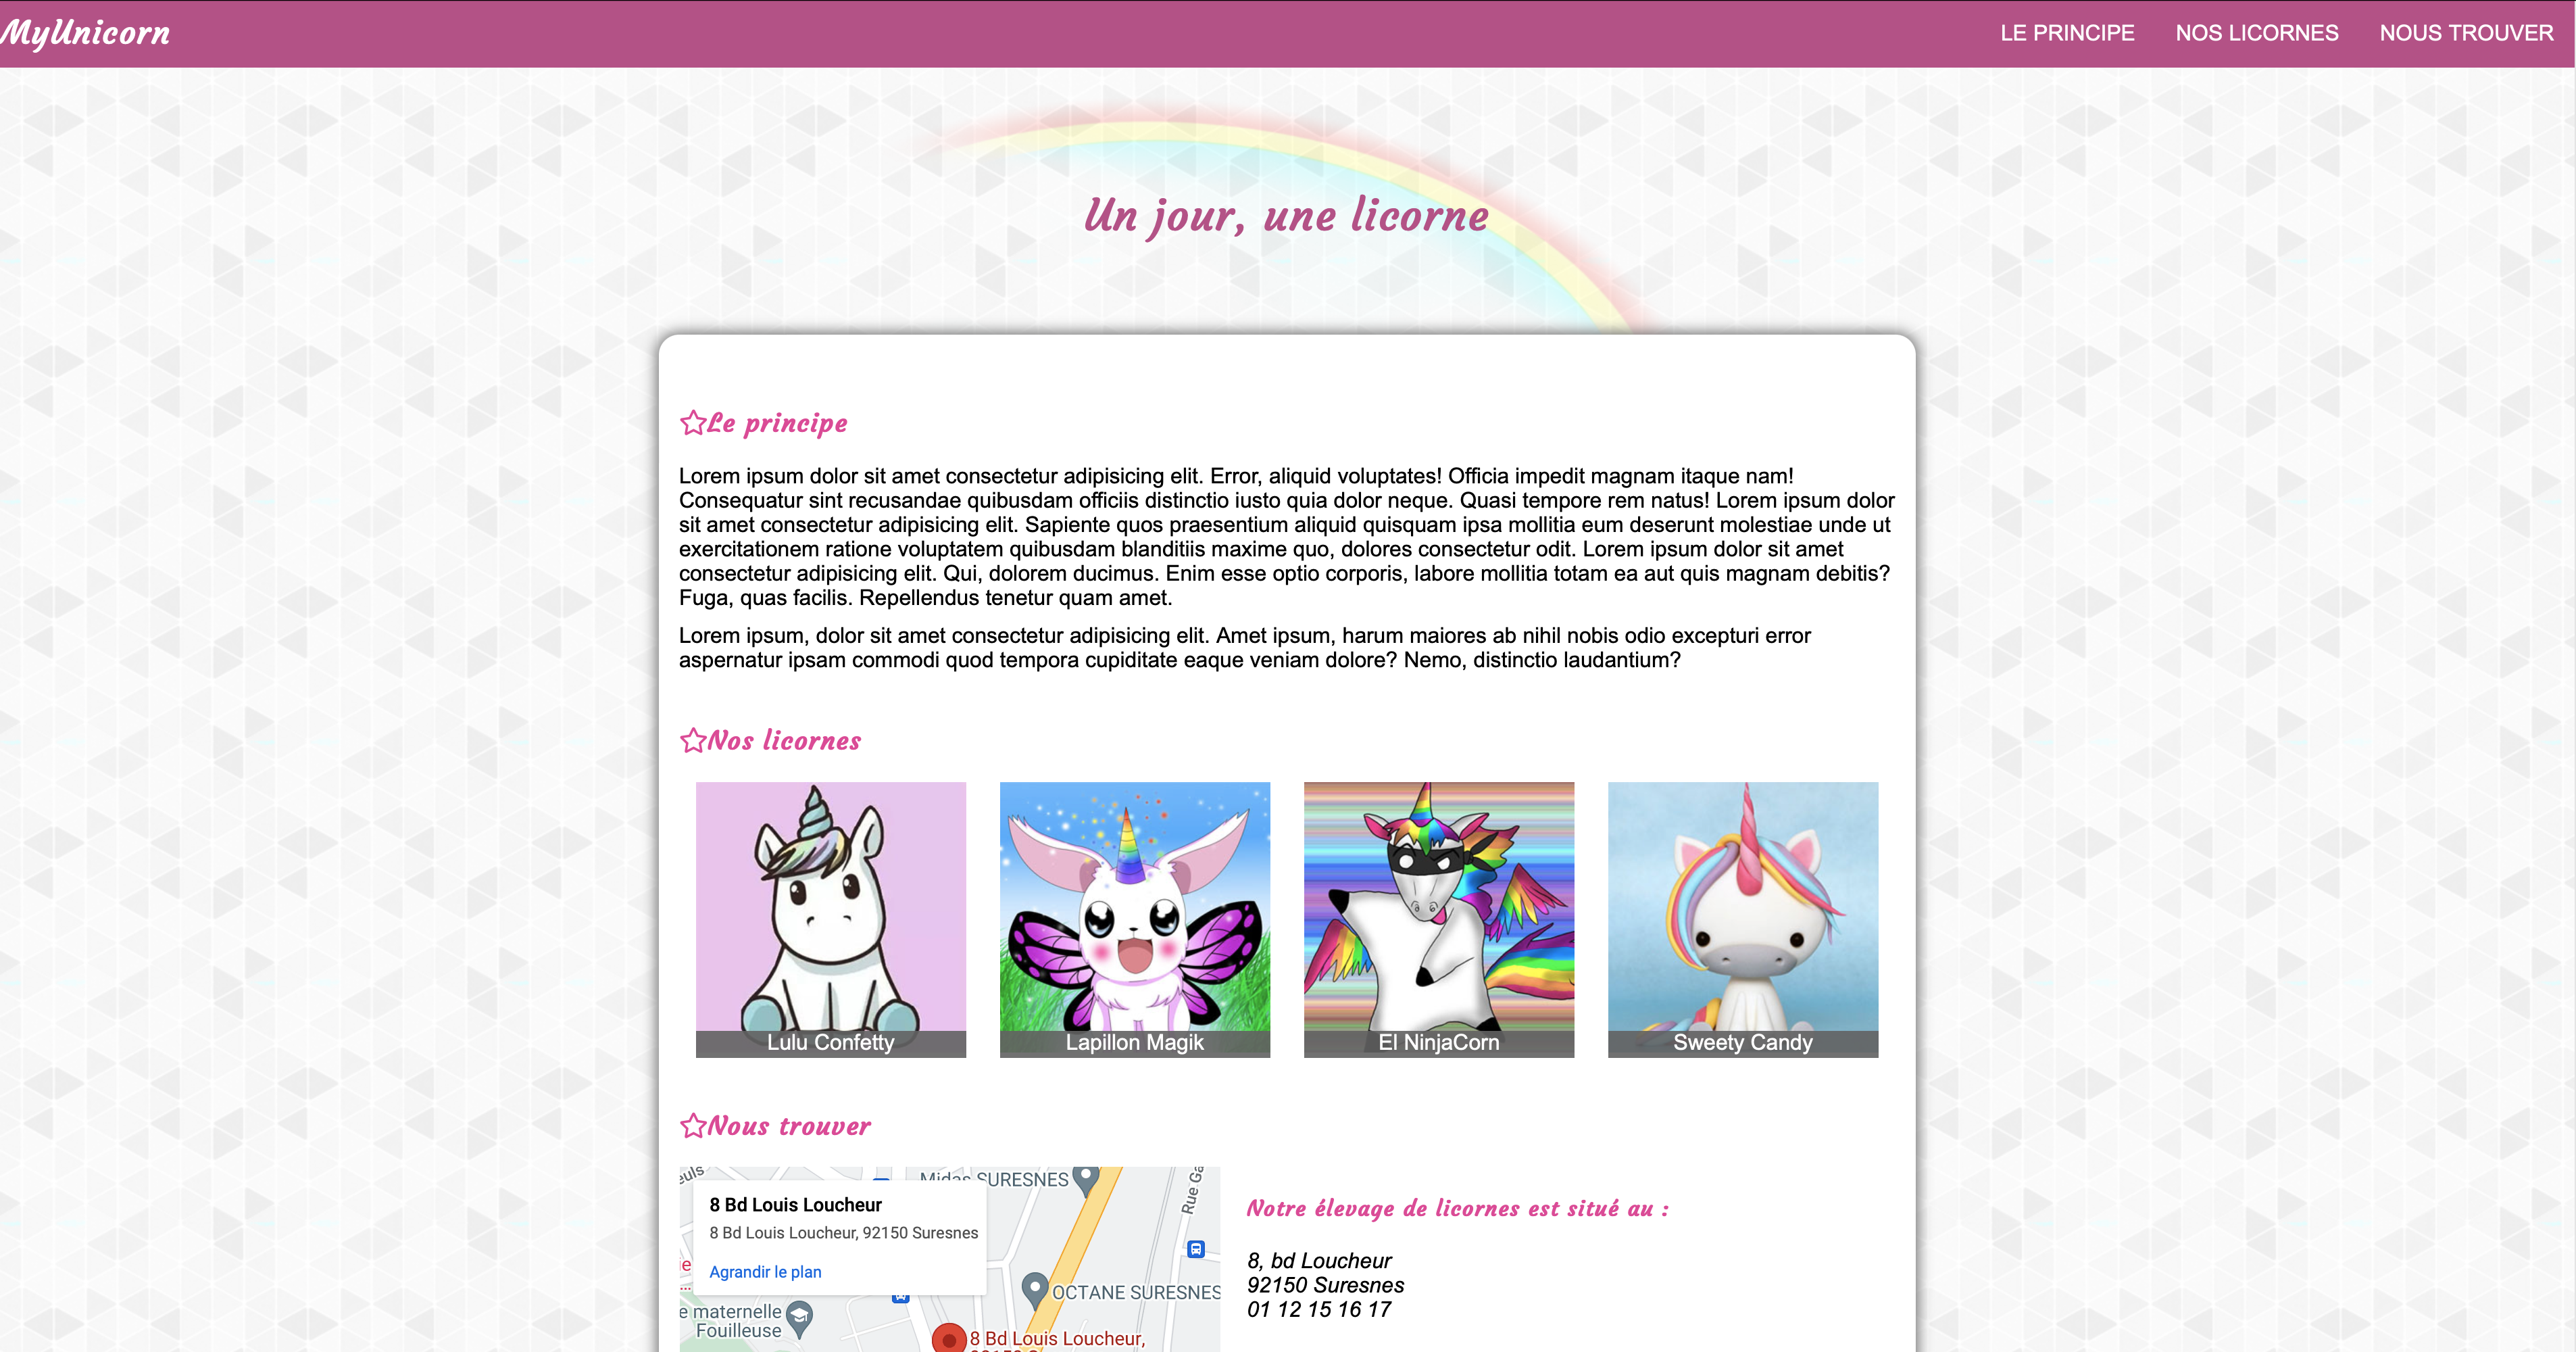 MyUnicorn
LE PRINCIPE
NOS LICORNES
NOUS TROUVER
Un jour, une licorne
Le principe
Lorem ipsum dolor sit amet consectetur adipisicing elit. Error, aliquid voluptates! Officia impedit magnam itaque nam!
Consequatur sint recusandae quibusdam officiis distinctio iusto quia dolor neque. Quasi tempore rem natus! Lorem ipsum dolor
sit amet consectetur adipisicing elit. Sapiente quos praesentium aliquid quisquam ipsa mollitia eum deserunt molestiae unde ut
exercitationem ratione voluptatem quibusdam blanditiis maxime quo, dolores consectetur odit. Lorem ipsum dolor sit amet
consectetur adipisicing elit. Qui, dolorem ducimus. Enim esse optio corporis, labore mollitia totam ea aut quis magnam debitis?
Fuga, quas facilis. Repellendus tenetur quam amet.
Lorem ipsum, dolor sit amet consectetur adipisicing elit. Amet ipsum, harum maiores ab nihil nobis odio excepturi error
aspernatur ipsam commodi quod tempora cupiditate eaque veniam dolore? Nemo, distinctio laudantium?
Nos licornes
Lulu Confetty
Lapillon Magik
El NinjaCorn
Sweety Candy
Nous trouver
Midas SURESNES
8 Bd Louis Loucheur
8 Bd Louis Loucheur, 92150 Suresnes
Agrandir le plan
OCTANE SURESNES
e maternelle
Fouilleuse
8 Bd Louis Loucheur,
Notre élevage de licornes est situé au :
8, bd Loucheur
92150 Suresnes
01 12 15 16 17